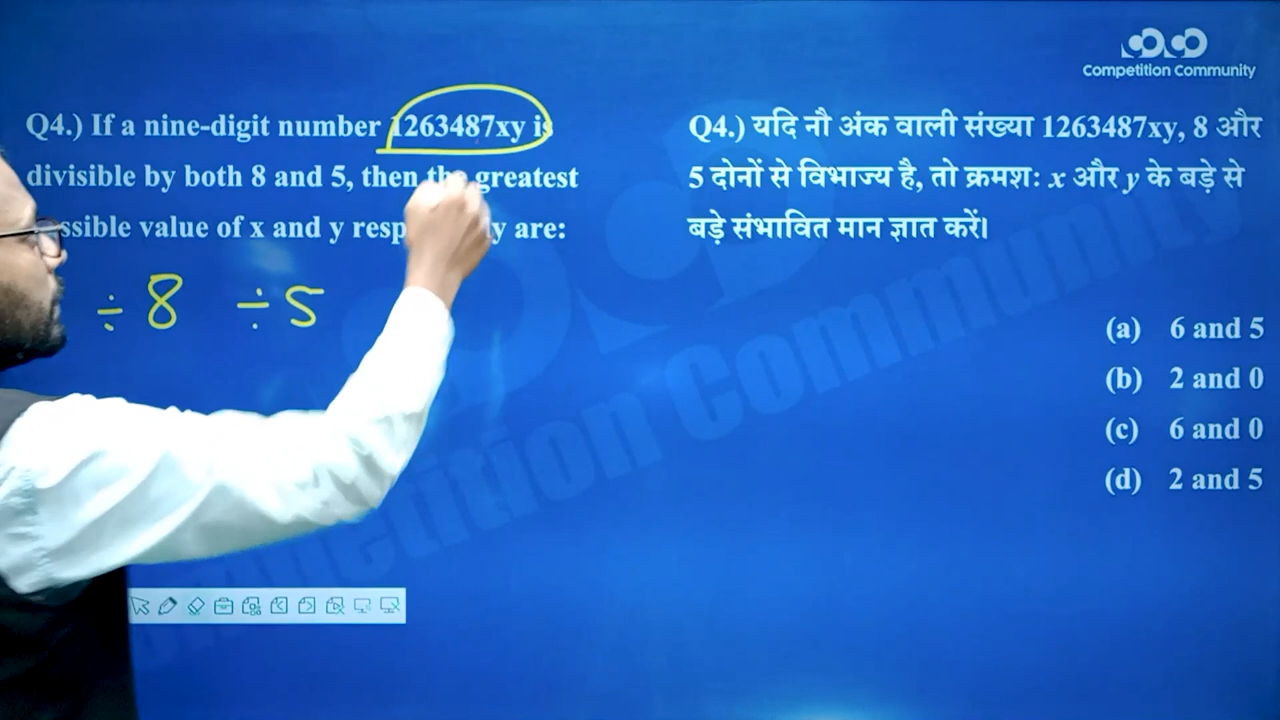 Competition Community
Q4.) If a nine-digit number 1263487xy is
divisible by both 8 and 5, then the greatest
value of x and y are:
÷ 8 ÷ 5
Q4.) यदि नौ अंक वाली संख्या 1263487xy, 8 और
5 दोनों से विभाज्य है, तो क्रमशः x और y के बड़े से
बड़े संभावित मान ज्ञात करें।
(a) 6 and 5
(b) 2 and 0
(c) 6 and 0
(d) 2 and 5